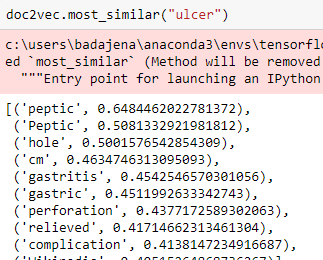 doc2vec.most_similar("ulcer")
c:\users\badajena\anaconda3\envs\tensorflo
ed `most_similar` (Method will be removed
"""Entry point for launching an IPython
[('peptic', 0.6484462022781372),
('Peptic', 0.5081332921981812),
('hole', 0.5001576542854309),
('cm', 0.4634746313095093),
('gastritis', 0.4542546570301056),
('gastric', 0.4511992633342743),
('perforation', 0.4377172589302063),
('relieved', 0.41714662313461304),
('complication', 0.4138147234916687),